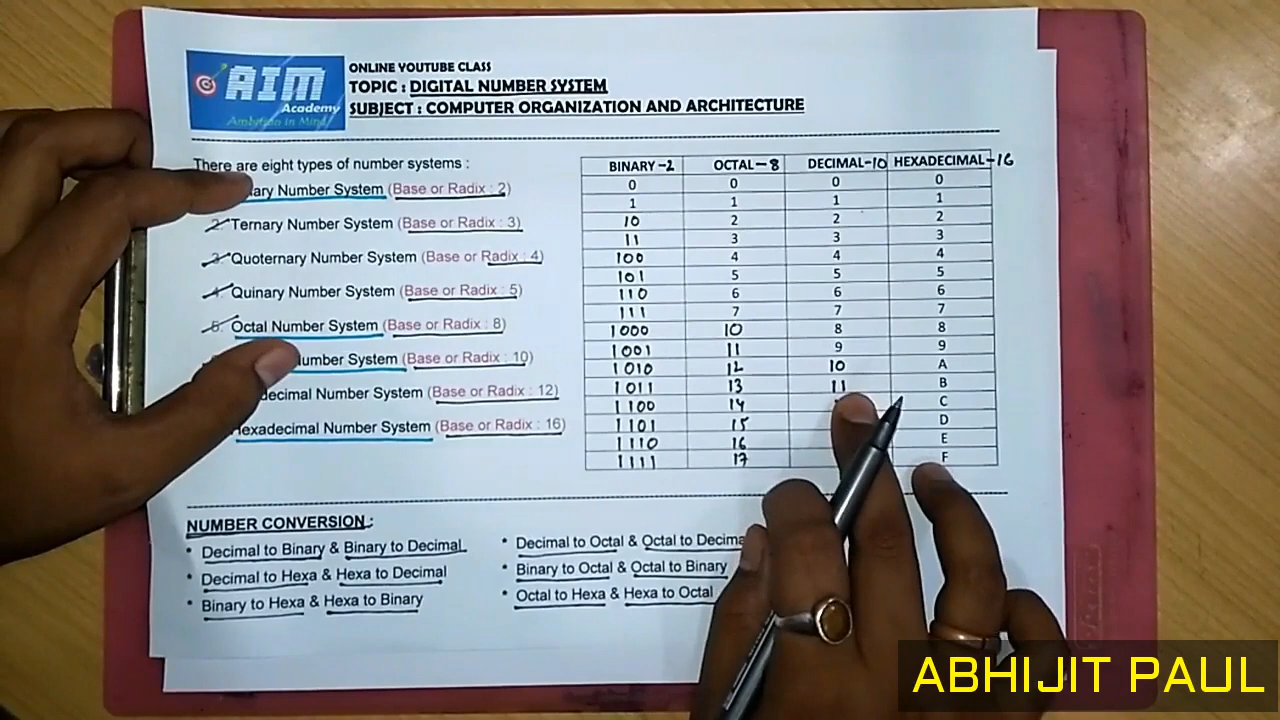 AIM
Academy
Ambition in Mind
ONLINE YOUTUBE CLASS
TOPIC : DIGITAL NUMBER SYSTEM
SUBJECT : COMPUTER ORGANIZATION AND ARCHITECTURE
There are eight types of number systems :
Number System (Base or Radix : 2)
2. Ternary Number System (Base or Radix : 3)
3. Quoternary Number System (Base or Radix : 4)
4. Quinary Number System (Base or Radix : 5)
5. Octal Number System (Base or Radix : 8)
Number System (Base or Radix : 10)
Number System (Base or Radix : 12)
Hexadecimal Number System (Base or Radix : 16)
BINARY -2 OCTAL - 8 DECIMAL -10 HEXADECIMAL -16
0 0 0 0
1 1 1 1
10 2 2 2
11 3 3 3
100 4 4 4
101 5 5 5
110 6 6 6
111 7 7 7
1000 10 8 8
1001 11 9 9
1010 12 10 A
1011 13 11 B
1100 14 C
1101 15 D
1110 16 E
1111 17 F
NUMBER CONVERSION :
• Decimal to Binary & Binary to Decimal
• Decimal to Hexa & Hexa to Decimal
• Binary to Hexa & Hexa to Binary
• Decimal to Octal & Octal to
• Binary to Octal & Octal to Binary
• Octal to Hexa & Hexa to Octal
ABHIJIT PAUL